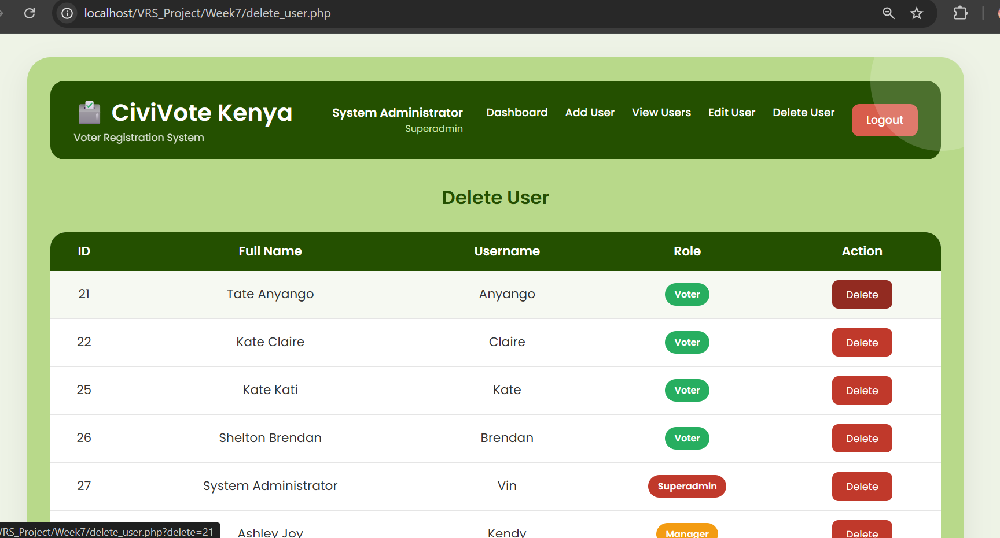 localhost/VRS_Project/Week7/delete_user.php
CiviVote Kenya
Voter Registration System
System Administrator
Superadmin
Dashboard Add User View Users Edit User Delete User Logout
Delete User
ID Full Name Username Role Action
21 Tate Anyango Anyango Voter Delete
22 Kate Claire Claire Voter Delete
25 Kate Kati Kate Voter Delete
26 Shelton Brendan Brendan Voter Delete
27 System Administrator Vin Superadmin Delete
Ashley Joy Kendy Manager Delete
VRS_Project/Week7/delete_user.php?delete=21